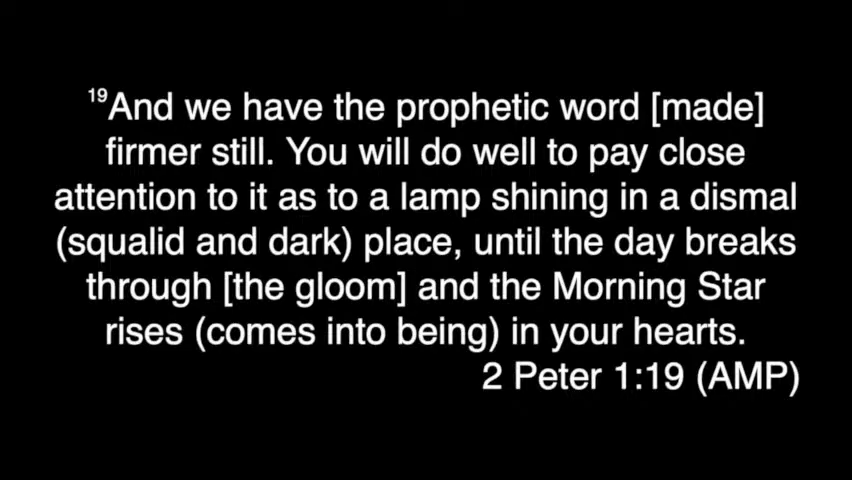 19And we have the prophetic word [made]
firmer still. You will do well to pay close
attention to it as to a lamp shining in a dismal
(squalid and dark) place, until the day breaks
through [the gloom] and the Morning Star
rises (comes into being) in your hearts.
2 Peter 1:19 (AMP)